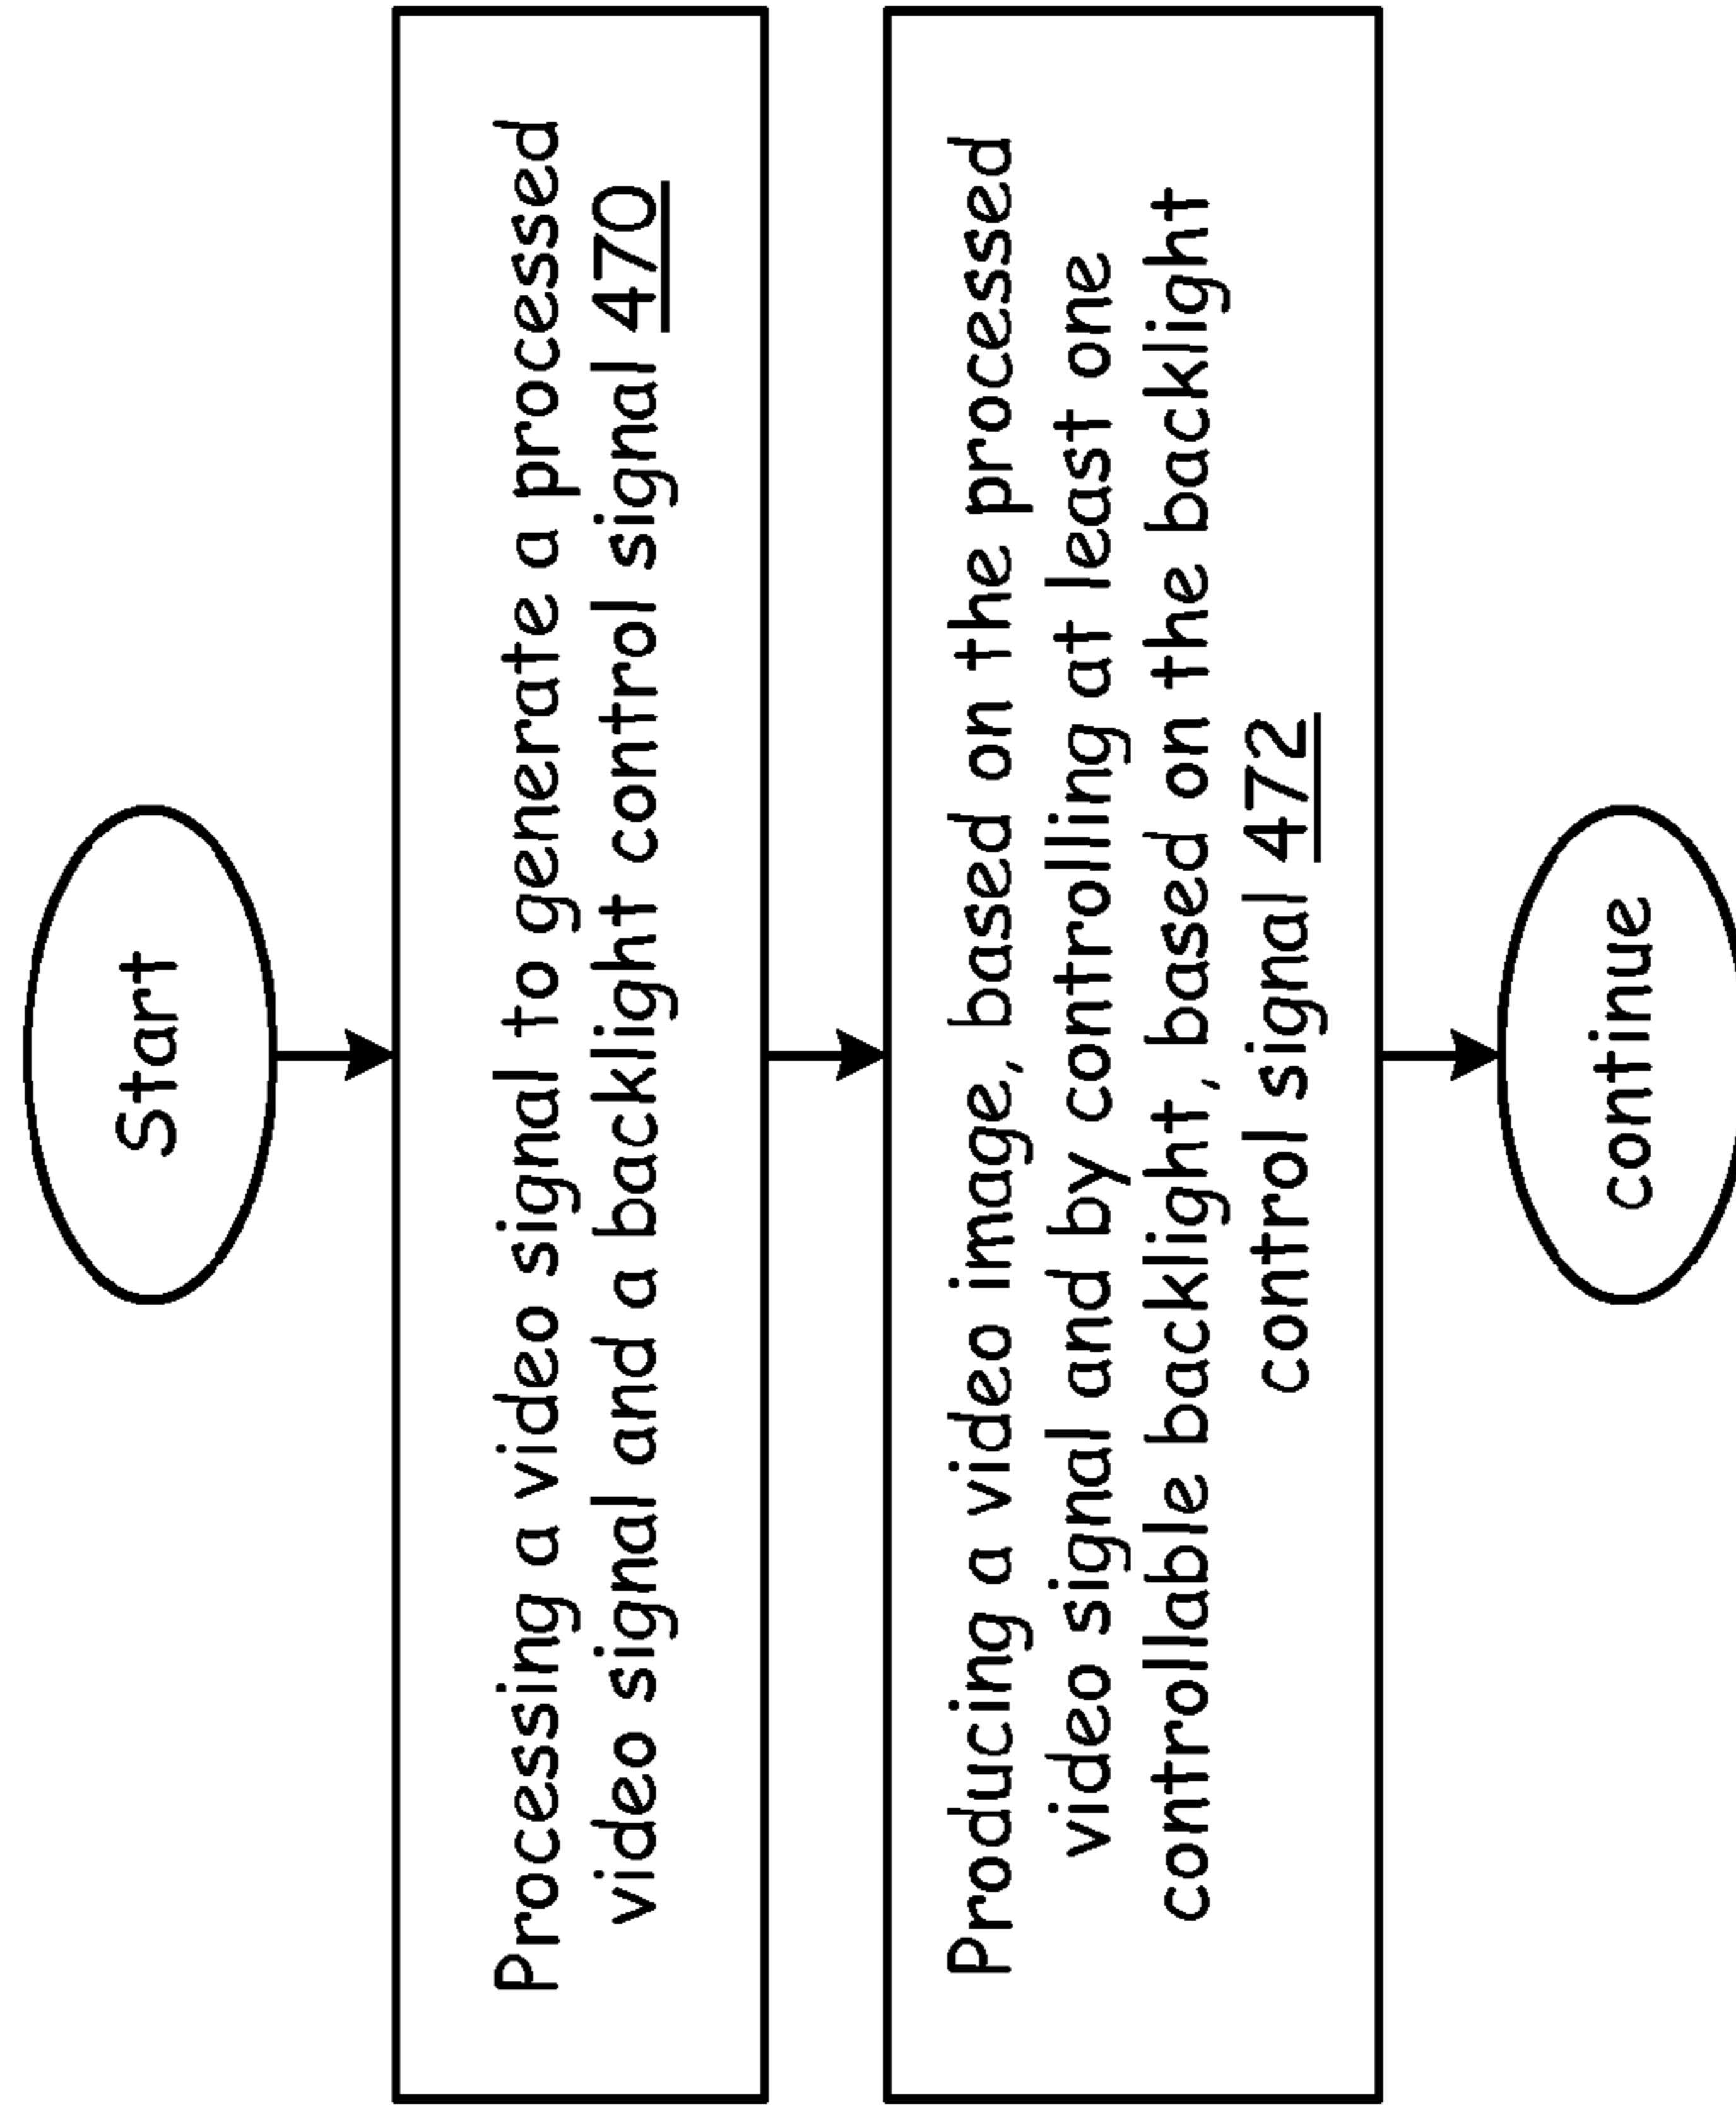 Start
Processing a video signal to generate a processed
video signal and a backlight control signal 470
Producing a video image, based on the processed
video signal and by controlling at least one
controllable backlight, based on the backlight
control signal 472
continue